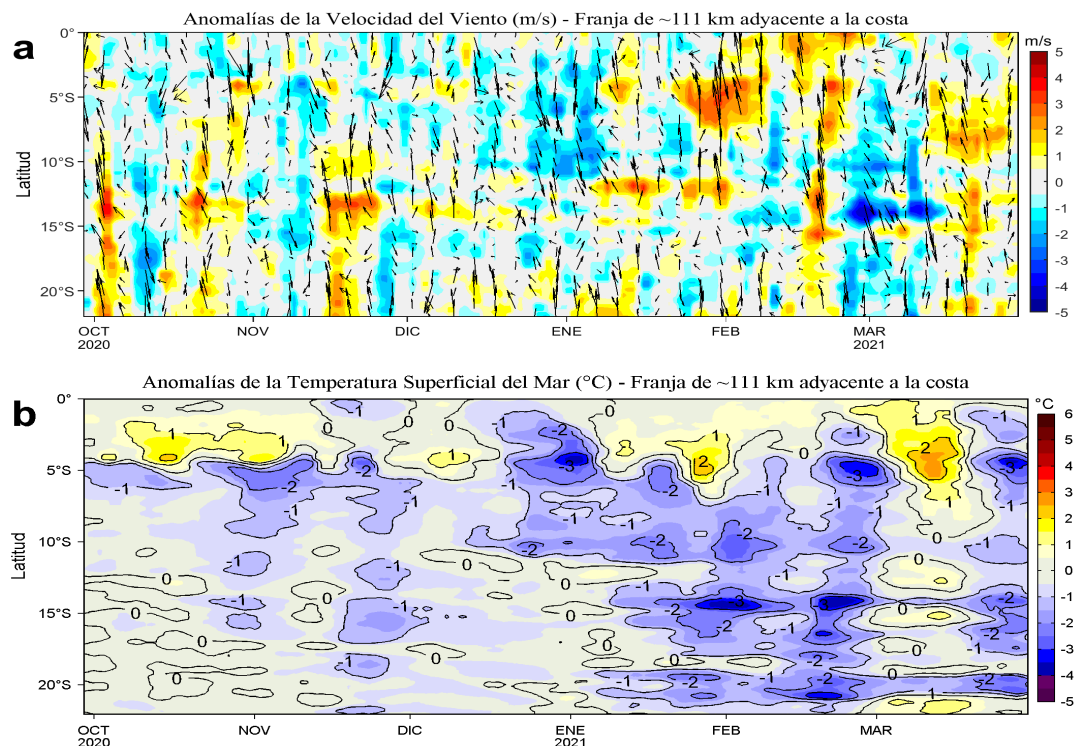 Anomalías de la Velocidad del Viento (m/s) - Franja de ~111 km adyacente a la costa
a
m/s
Latitud
0°
5°S
10°S
15°S
20°S
5
4
3
2
1
0
-1
-2
-3
-4
-5
OCT NOV DIC ENE FEB MAR
2020 2021
Anomalías de la Temperatura Superficial del Mar (°C) - Franja de ~111 km adyacente a la costa
b
°C
Latitud
0°
5°S
10°S
15°S
20°S
6
5
4
3
2
1
0
-1
-2
-3
-4
-5
OCT NOV DIC ENE FEB MAR
2020 2021